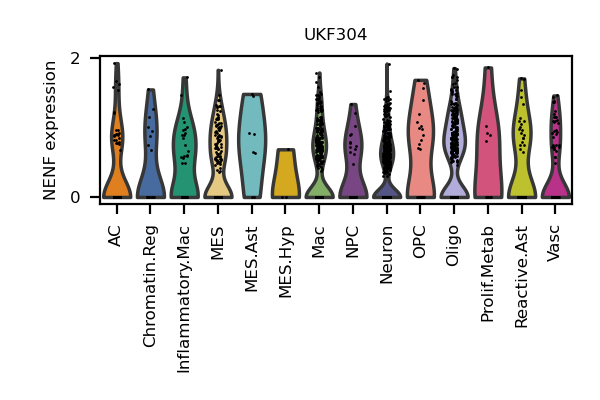 UKF304
NENF expression
2
0
AC
Chromatin.Reg
Inflammatory.Mac
MES
MES.Ast
MES.Hyp
Mac
NPC
Neuron
OPC
Oligo
Prolif.Metab
Reactive.Ast
Vasc